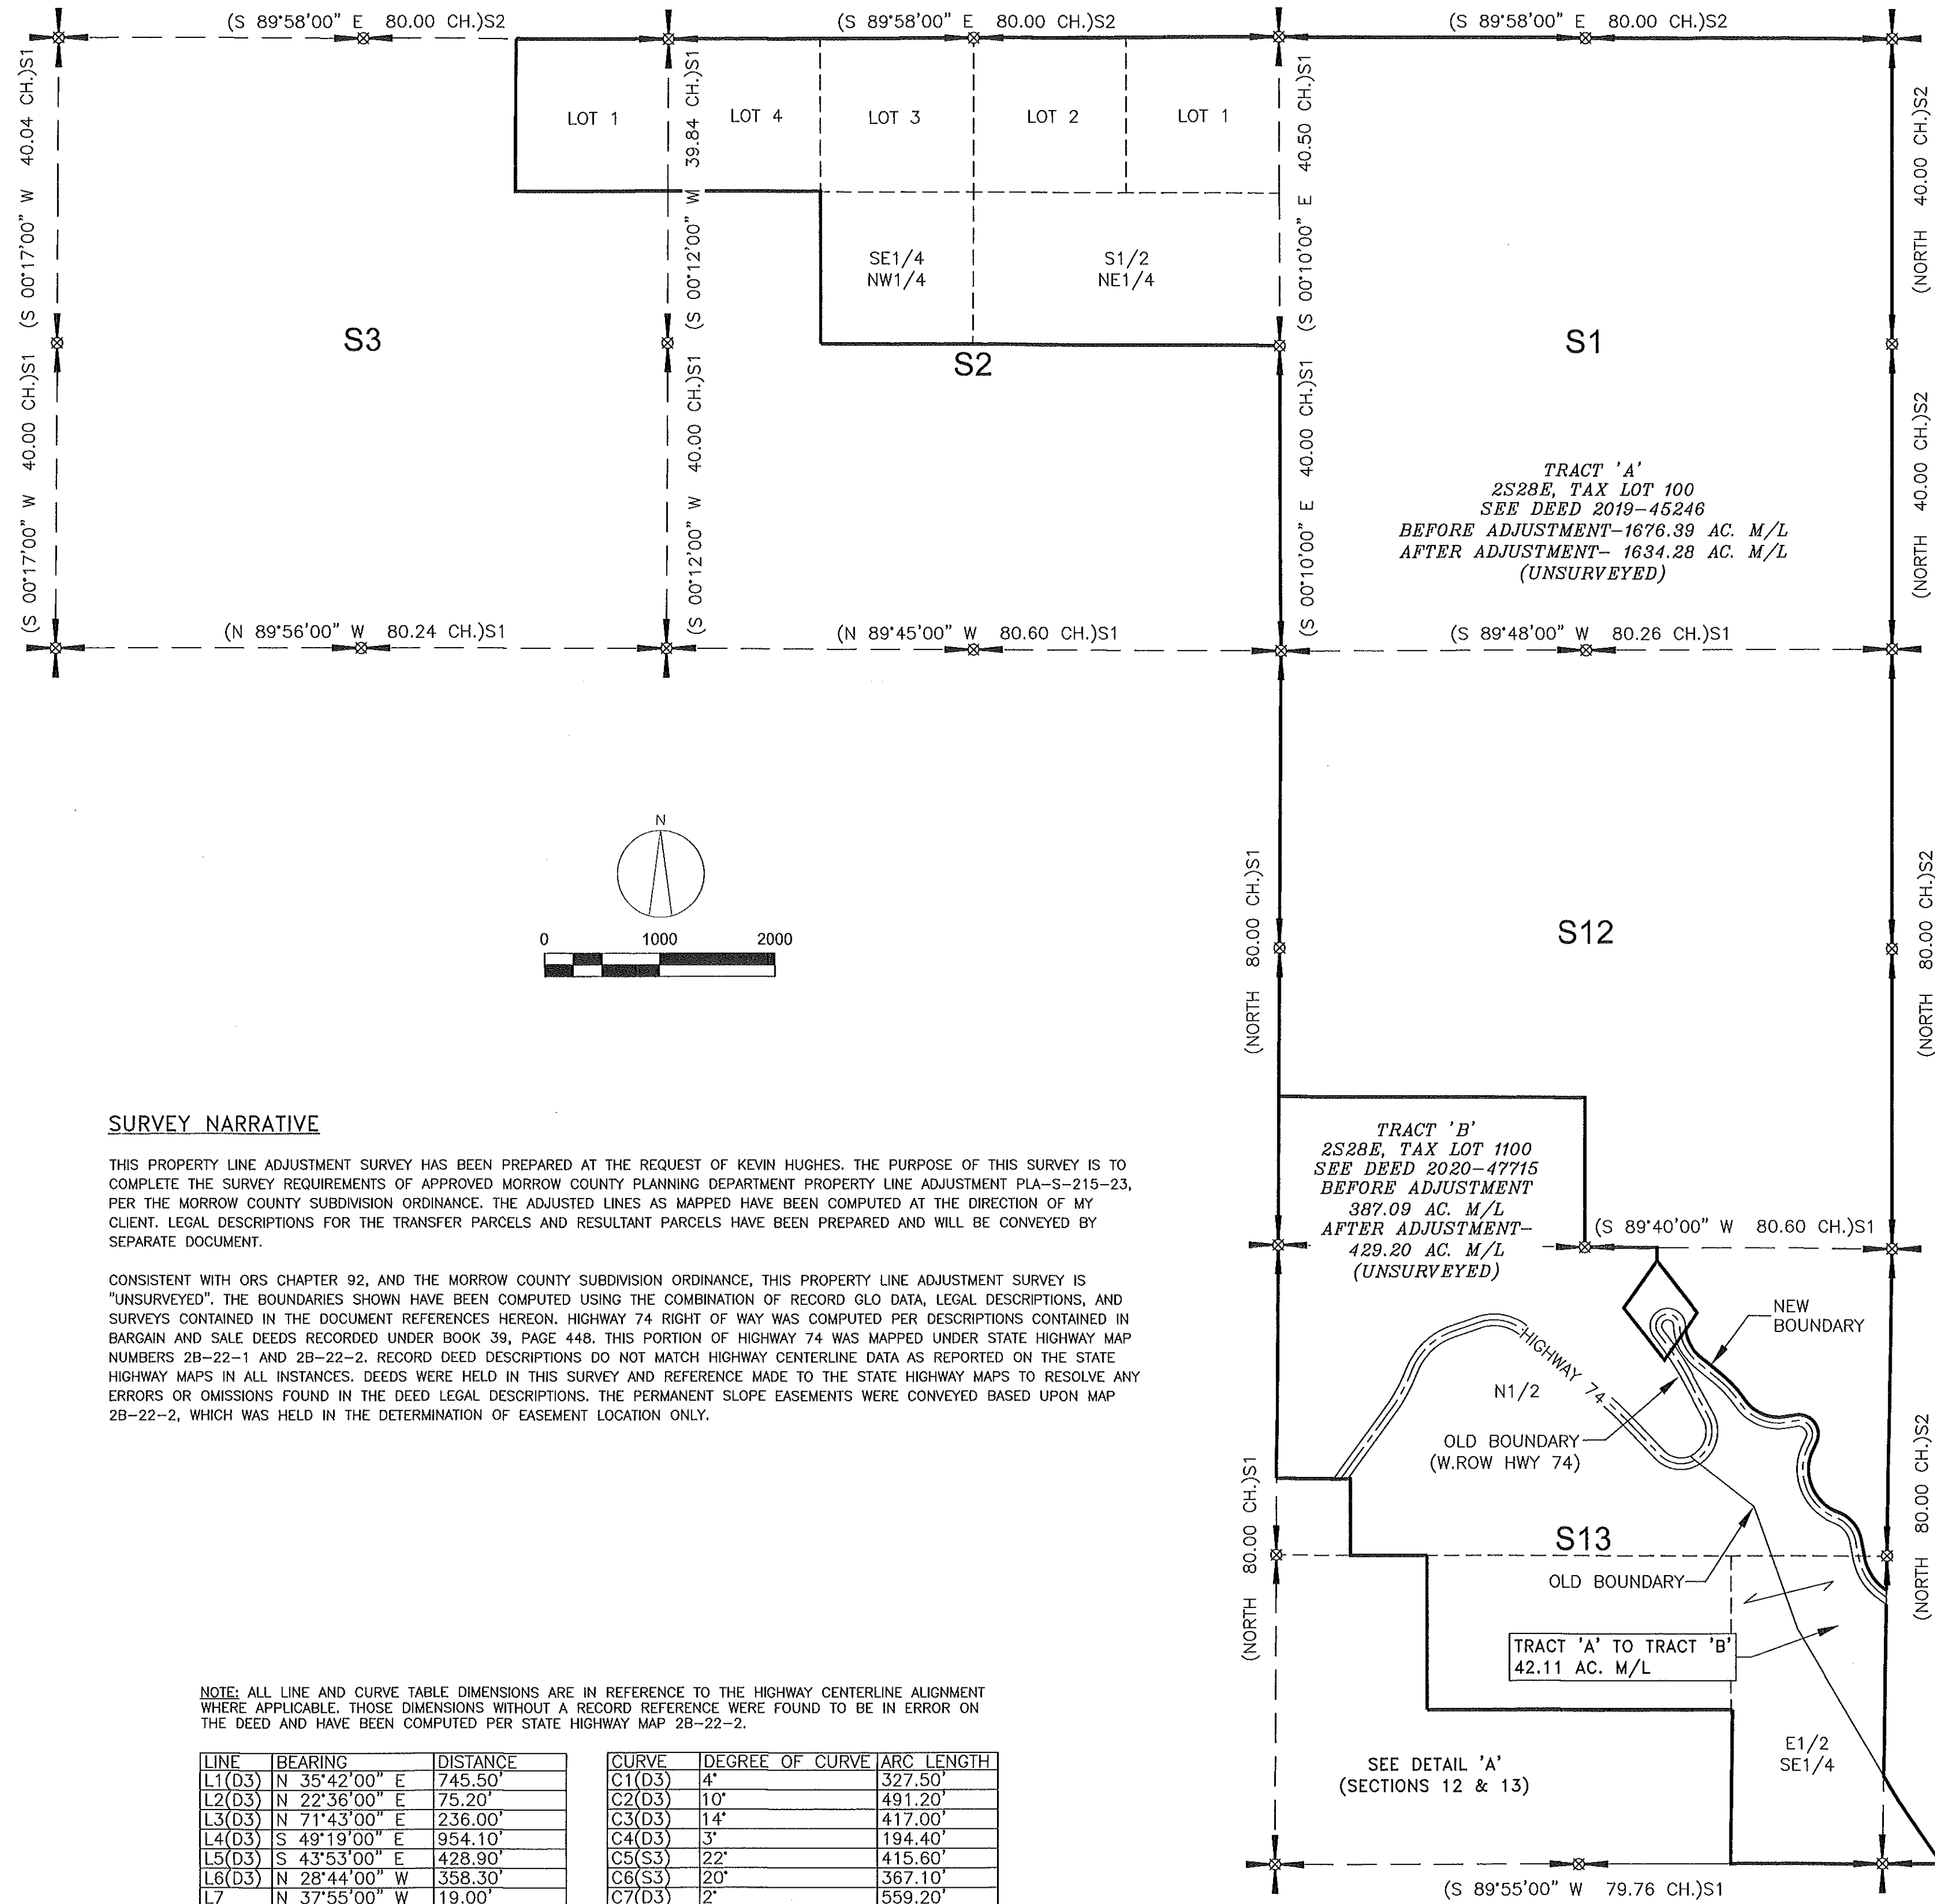 (S 89°58'00" E 80.00 CH.)S2
(S 89°58'00" E 80.00 CH.)S2
(S 89°58'00" E 80.00 CH.)S2
(S 00°17'00" W 40.04 CH.)S1
(S 00°12'00" W 39.84 CH.)S1
(S 00°10'00" E 40.50 CH.)S1
(NORTH 40.00 CH.)S2
LOT 1
LOT 4
LOT 3
LOT 2
LOT 1
SE1/4
NW1/4
S1/2
NE1/4
S3
S2
S1
(S 00°17'00" W 40.00 CH.)S1
(S 00°12'00" W 40.00 CH.)S1
(S 00°10'00" E 40.00 CH.)S1
(NORTH 40.00 CH.)S2
TRACT 'A'
2S28E, TAX LOT 100
SEE DEED 2019-45246
BEFORE ADJUSTMENT-1676.39 AC. M/L
AFTER ADJUSTMENT- 1634.28 AC. M/L
(UNSURVEYED)
(N 89°56'00" W 80.24 CH.)S1
(N 89°45'00" W 80.60 CH.)S1
(S 89°48'00" W 80.26 CH.)S1
N
0 1000 2000
(NORTH 80.00 CH.)S1
S12
(NORTH 80.00 CH.)S2
SURVEY NARRATIVE
THIS PROPERTY LINE ADJUSTMENT SURVEY HAS BEEN PREPARED AT THE REQUEST OF KEVIN HUGHES. THE PURPOSE OF THIS SURVEY IS TO
COMPLETE THE SURVEY REQUIREMENTS OF APPROVED MORROW COUNTY PLANNING DEPARTMENT PROPERTY LINE ADJUSTMENT PLA-S-215-23,
PER THE MORROW COUNTY SUBDIVISION ORDINANCE. THE ADJUSTED LINES AS MAPPED HAVE BEEN COMPUTED AT THE DIRECTION OF MY
CLIENT. LEGAL DESCRIPTIONS FOR THE TRANSFER PARCELS AND RESULTANT PARCELS HAVE BEEN PREPARED AND WILL BE CONVEYED BY
SEPARATE DOCUMENT.
CONSISTENT WITH ORS CHAPTER 92, AND THE MORROW COUNTY SUBDIVISION ORDINANCE, THIS PROPERTY LINE ADJUSTMENT SURVEY IS
"UNSURVEYED". THE BOUNDARIES SHOWN HAVE BEEN COMPUTED USING THE COMBINATION OF RECORD GLO DATA, LEGAL DESCRIPTIONS, AND
SURVEYS CONTAINED IN THE DOCUMENT REFERENCES HEREON. HIGHWAY 74 RIGHT OF WAY WAS COMPUTED PER DESCRIPTIONS CONTAINED IN
BARGAIN AND SALE DEEDS RECORDED UNDER BOOK 39, PAGE 448. THIS PORTION OF HIGHWAY 74 WAS MAPPED UNDER STATE HIGHWAY MAP
NUMBERS 2B-22-1 AND 2B-22-2. RECORD DEED DESCRIPTIONS DO NOT MATCH HIGHWAY CENTERLINE DATA AS REPORTED ON THE STATE
HIGHWAY MAPS IN ALL INSTANCES. DEEDS WERE HELD IN THIS SURVEY AND REFERENCE MADE TO THE STATE HIGHWAY MAPS TO RESOLVE ANY
ERRORS OR OMISSIONS FOUND IN THE DEED LEGAL DESCRIPTIONS. THE PERMANENT SLOPE EASEMENTS WERE CONVEYED BASED UPON MAP
2B-22-2, WHICH WAS HELD IN THE DETERMINATION OF EASEMENT LOCATION ONLY.
TRACT 'B'
2S28E, TAX LOT 1100
SEE DEED 2020-47715
BEFORE ADJUSTMENT
387.09 AC. M/L
AFTER ADJUSTMENT-
429.20 AC. M/L
(UNSURVEYED)
(S 89°40'00" W 80.60 CH.)S1
NEW
BOUNDARY
HIGHWAY 74
N1/2
OLD BOUNDARY
(W.ROW HWY 74)
(NORTH 80.00 CH.)S1
(NORTH 80.00 CH.)S2
S13
OLD BOUNDARY
TRACT 'A' TO TRACT 'B'
42.11 AC. M/L
E1/2
SE1/4
SEE DETAIL 'A'
(SECTIONS 12 & 13)
(S 89°55'00" W 79.76 CH.)S1
NOTE: ALL LINE AND CURVE TABLE DIMENSIONS ARE IN REFERENCE TO THE HIGHWAY CENTERLINE ALIGNMENT
WHERE APPLICABLE. THOSE DIMENSIONS WITHOUT A RECORD REFERENCE WERE FOUND TO BE IN ERROR ON
THE DEED AND HAVE BEEN COMPUTED PER STATE HIGHWAY MAP 2B-22-2.
LINE BEARING DISTANCE
L1(D3) N 35°42'00" E 745.50'
L2(D3) N 22°36'00" E 75.20'
L3(D3) N 71°43'00" E 236.00'
L4(D3) S 49°19'00" E 954.10'
L5(D3) S 43°53'00" E 428.90'
L6(D3) N 28°44'00" W 358.30'
L7 N 37°55'00" W 19.00'
CURVE DEGREE OF CURVE ARC LENGTH
C1(D3) 4° 327.50'
C2(D3) 10° 491.20'
C3(D3) 14° 417.00'
C4(D3) 3° 194.40'
C5(S3) 22° 415.60'
C6(S3) 20° 367.10'
C7(D3) 2° 559.20'